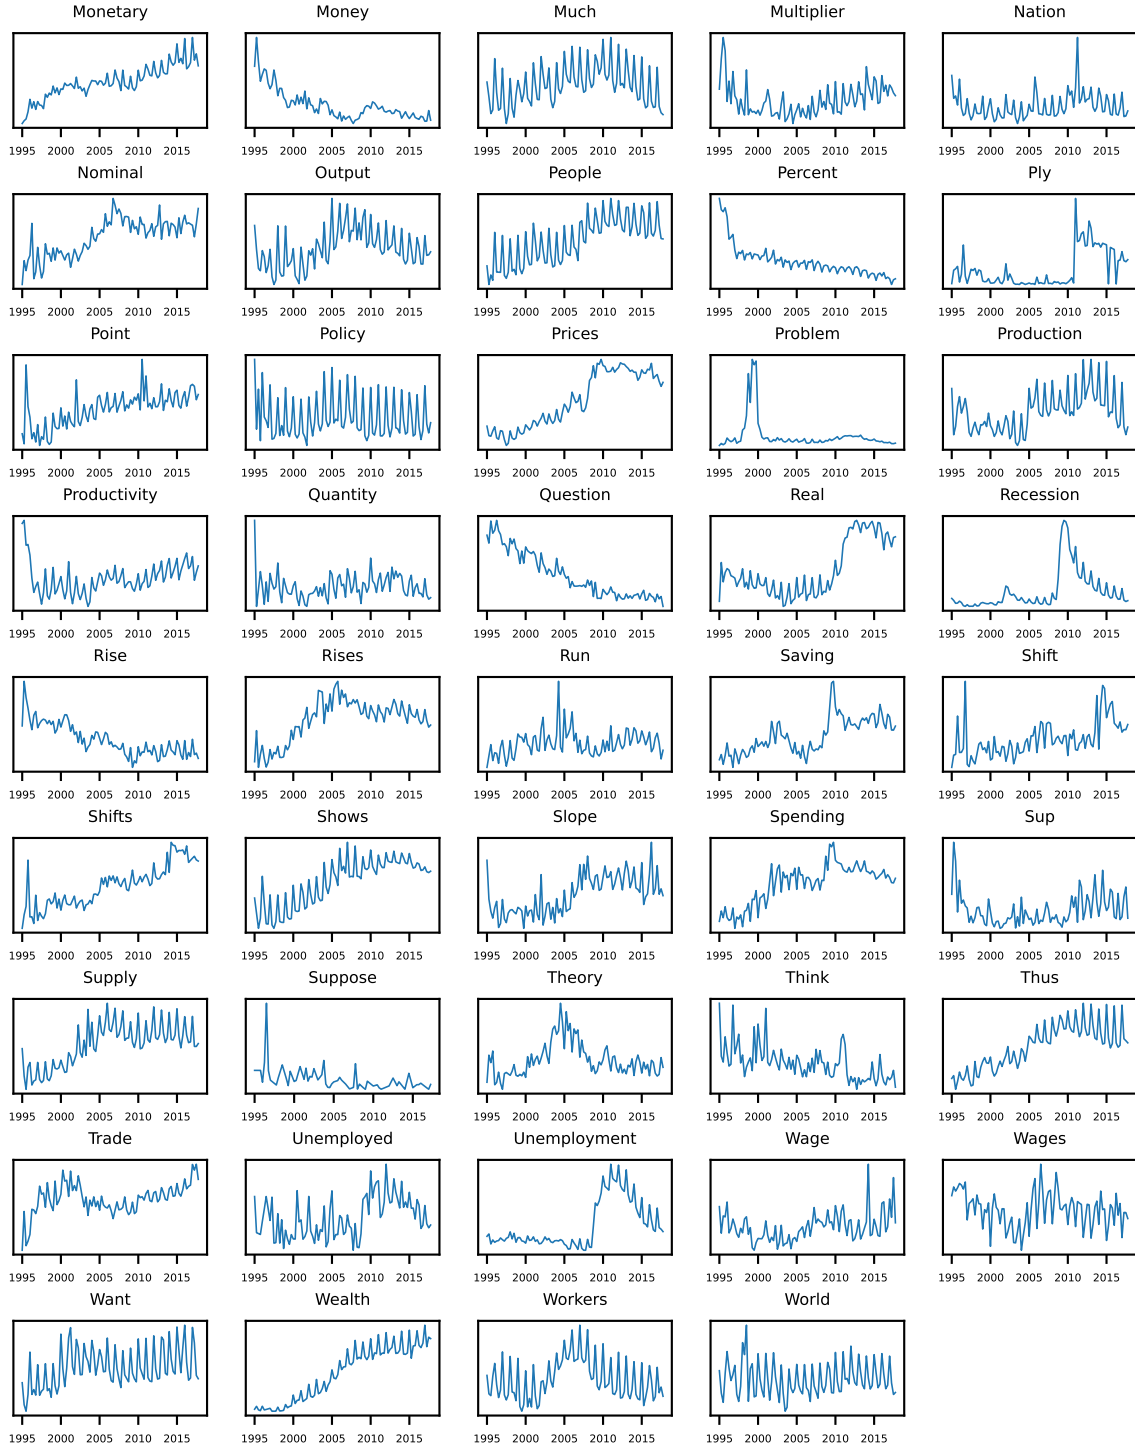 Monetary Money Much Multiplier Nation
1995 2000 2005 2010 2015 1995 2000 2005 2010 2015 1995 2000 2005 2010 2015 1995 2000 2005 2010 2015 1995 2000 2005 2010 2015
Nominal Output People Percent Ply
1995 2000 2005 2010 2015 1995 2000 2005 2010 2015 1995 2000 2005 2010 2015 1995 2000 2005 2010 2015 1995 2000 2005 2010 2015
Point Policy Prices Problem Production
1995 2000 2005 2010 2015 1995 2000 2005 2010 2015 1995 2000 2005 2010 2015 1995 2000 2005 2010 2015 1995 2000 2005 2010 2015
Productivity Quantity Question Real Recession
1995 2000 2005 2010 2015 1995 2000 2005 2010 2015 1995 2000 2005 2010 2015 1995 2000 2005 2010 2015 1995 2000 2005 2010 2015
Rise Rises Run Saving Shift
1995 2000 2005 2010 2015 1995 2000 2005 2010 2015 1995 2000 2005 2010 2015 1995 2000 2005 2010 2015 1995 2000 2005 2010 2015
Shifts Shows Slope Spending Sup
1995 2000 2005 2010 2015 1995 2000 2005 2010 2015 1995 2000 2005 2010 2015 1995 2000 2005 2010 2015 1995 2000 2005 2010 2015
Supply Suppose Theory Think Thus
1995 2000 2005 2010 2015 1995 2000 2005 2010 2015 1995 2000 2005 2010 2015 1995 2000 2005 2010 2015 1995 2000 2005 2010 2015
Trade Unemployed Unemployment Wage Wages
1995 2000 2005 2010 2015 1995 2000 2005 2010 2015 1995 2000 2005 2010 2015 1995 2000 2005 2010 2015 1995 2000 2005 2010 2015
Want Wealth Workers World
1995 2000 2005 2010 2015 1995 2000 2005 2010 2015 1995 2000 2005 2010 2015 1995 2000 2005 2010 2015